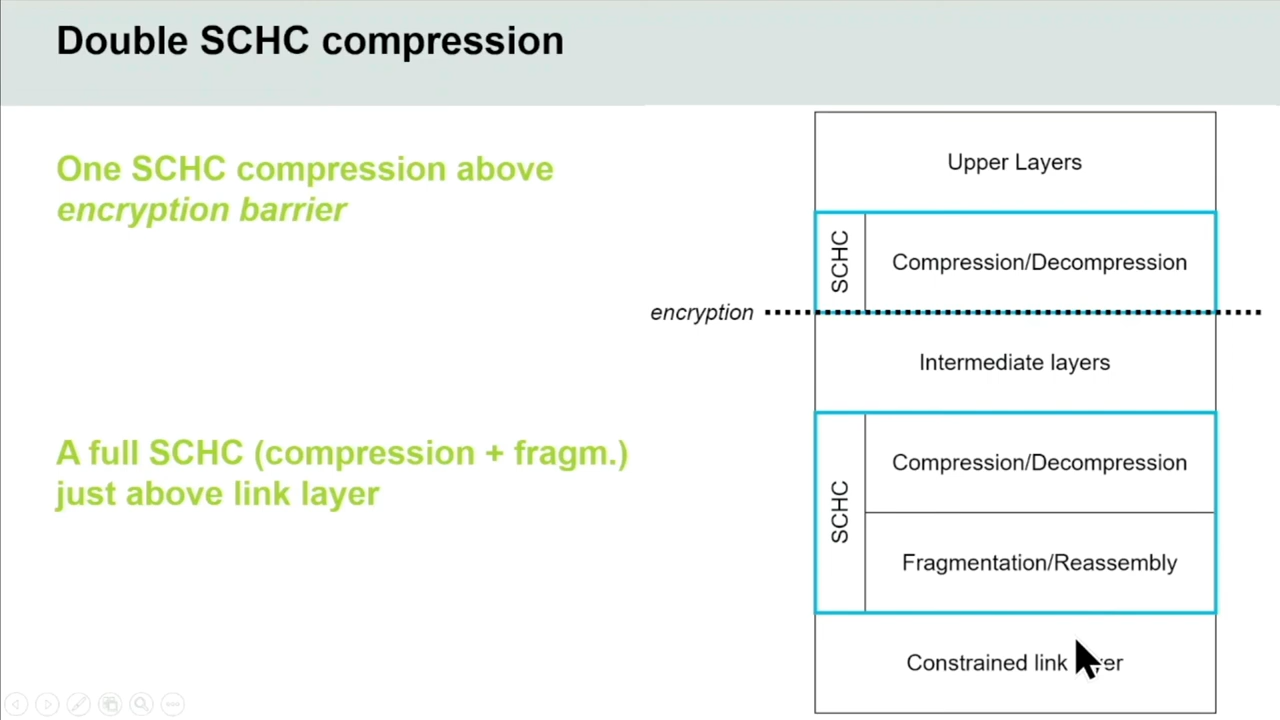 Double SCHC compression
One SCHC compression above
encryption barrier
A full SCHC (compression + fragm.)
just above link layer
Upper Layers
SCHC
Compression/Decompression
encryption
Intermediate layers
SCHC
Compression/Decompression
Fragmentation/Reassembly
Constrained link